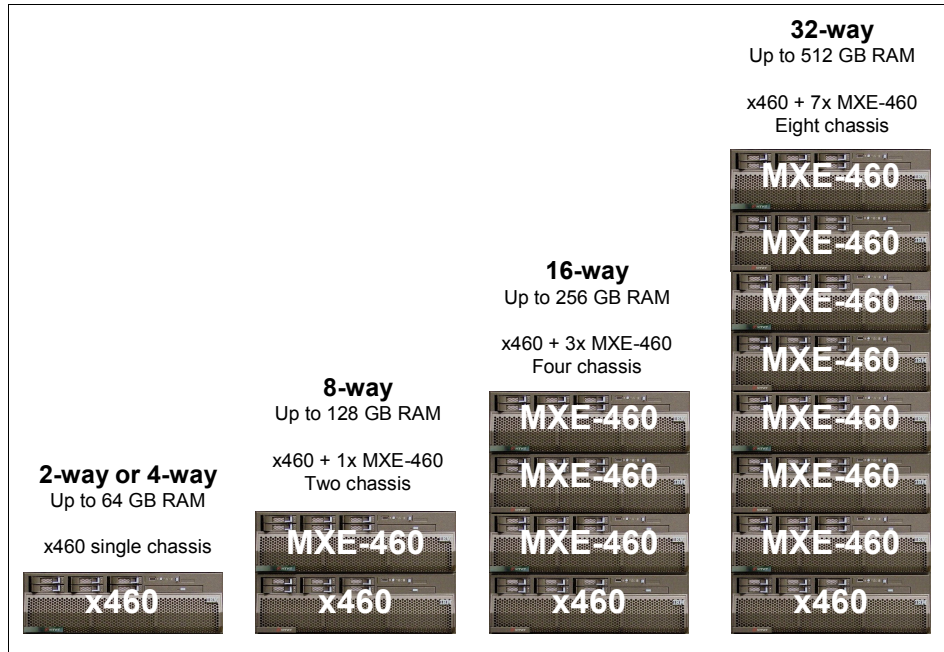 2-way or 4-way
Up to 64 GB RAM
x460 single chassis
x460
8-way
Up to 128 GB RAM
x460 + 1x MXE-460
Two chassis
MXE-460
x460
16-way
Up to 256 GB RAM
x460 + 3x MXE-460
Four chassis
MXE-460
MXE-460
MXE-460
x460
32-way
Up to 512 GB RAM
x460 + 7x MXE-460
Eight chassis
MXE-460
MXE-460
MXE-460
MXE-460
MXE-460
MXE-460
MXE-460
x460